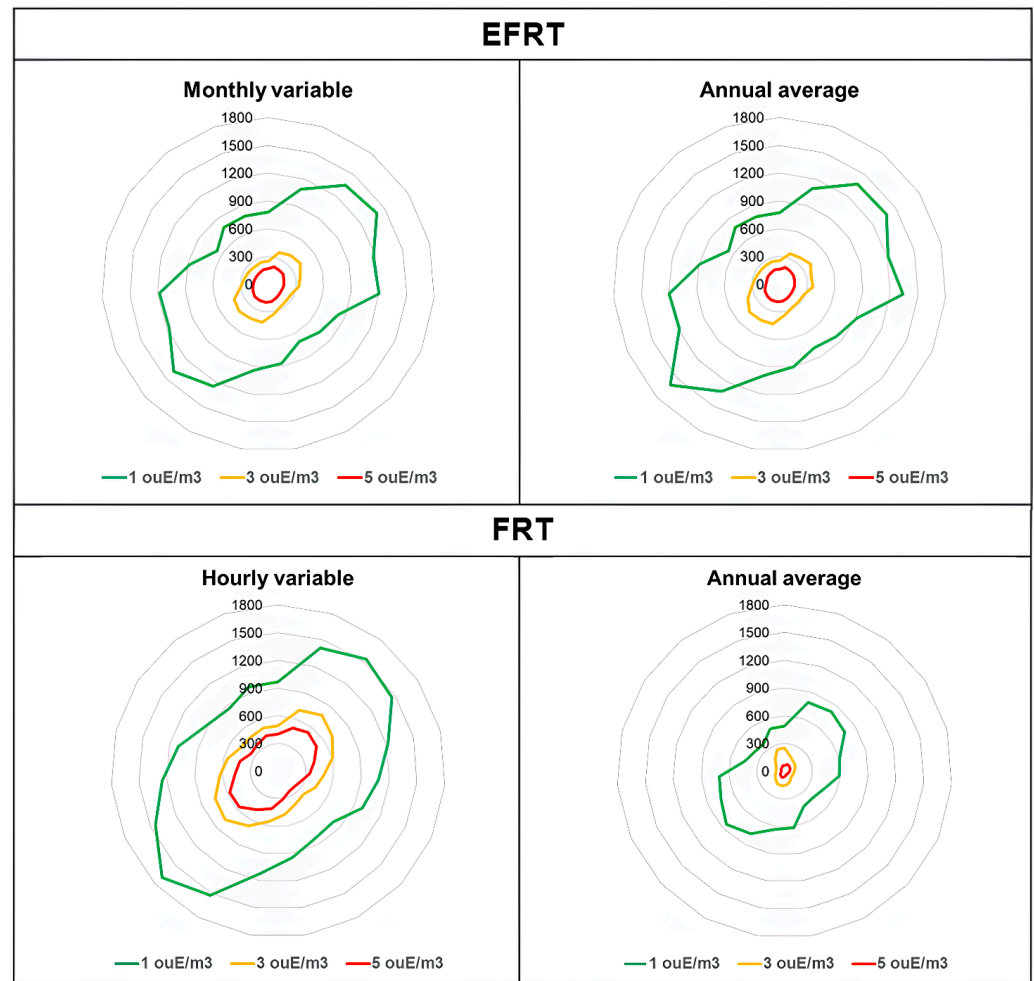 EFRT
Monthly variable
1800
1500
1200
900
600
300
0
1 ouE/m3 3 ouE/m3 5 ouE/m3
Annual average
1800
1500
1200
900
600
300
0
1 ouE/m3 3 ouE/m3 5 ouE/m3
FRT
Hourly variable
1800
1500
1200
900
600
300
0
1 ouE/m3 3 ouE/m3 5 ouE/m3
Annual average
1800
1500
1200
900
600
300
0
1 ouE/m3 3 ouE/m3 5 ouE/m3